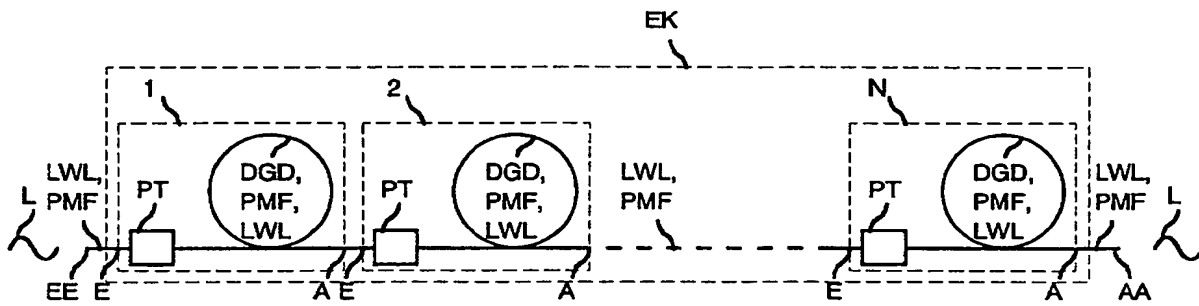 EK
1
2
N
L
LWL,
PMF
PT
DGD,
PMF,
LWL
PT
DGD,
PMF,
LWL
LWL,
PMF
PT
DGD,
PMF,
LWL
LWL,
PMF
L
EE
E
A
E
A
E
A
AA